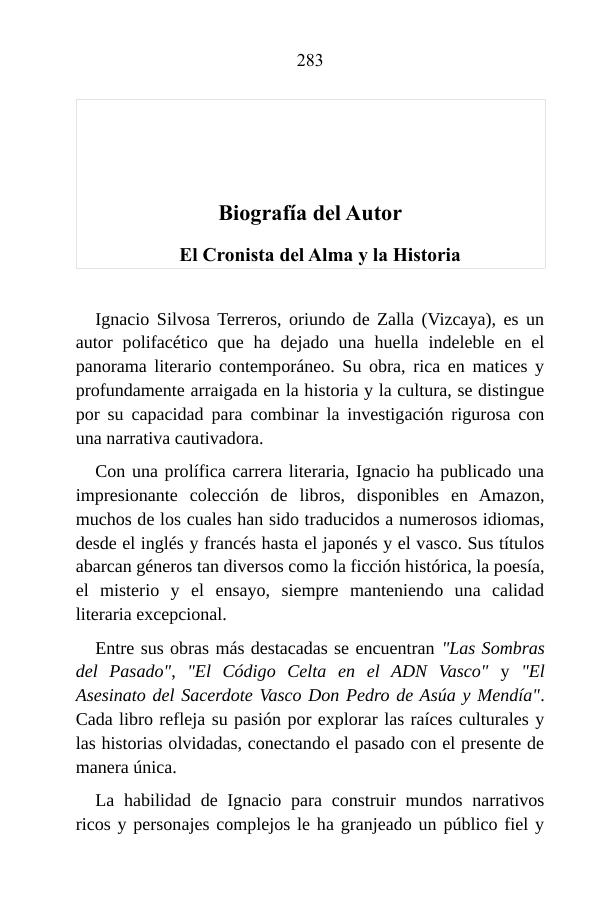 283
Biografía del Autor
El Cronista del Alma y la Historia
Ignacio Silvosa Terreros, oriundo de Zalla (Vizcaya), es un
autor polifacético que ha dejado una huella indeleble en el
panorama literario contemporáneo. Su obra, rica en matices y
profundamente arraigada en la historia y la cultura, se distingue
por su capacidad para combinar la investigación rigurosa con
una narrativa cautivadora.
Con una prolífica carrera literaria, Ignacio ha publicado una
impresionante colección de libros, disponibles en Amazon,
muchos de los cuales han sido traducidos a numerosos idiomas,
desde el inglés y francés hasta el japonés y el vasco. Sus títulos
abarcan géneros tan diversos como la ficción histórica, la poesía,
el misterio y el ensayo, siempre manteniendo una calidad
literaria excepcional.
Entre sus obras más destacadas se encuentran "Las Sombras
del Pasado", "El Código Celta en el ADN Vasco" y "El
Asesinato del Sacerdote Vasco Don Pedro de Asúa y Mendía".
Cada libro refleja su pasión por explorar las raíces culturales y
las historias olvidadas, conectando el pasado con el presente de
manera única.
La habilidad de Ignacio para construir mundos narrativos
ricos y personajes complejos le ha granjeado un público fiel y